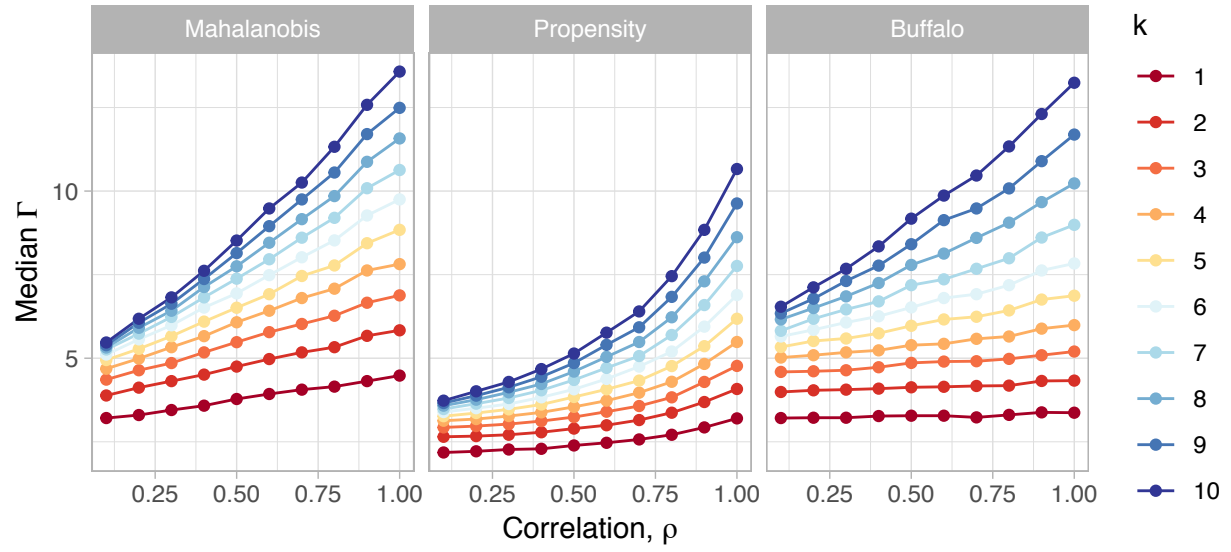 Mahalanobis Propensity Buffalo
Median Γ
10
5
0.25 0.50 0.75 1.00 0.25 0.50 0.75 1.00 0.25 0.50 0.75 1.00
Correlation, ρ
k
1
2
3
4
5
6
7
8
9
10